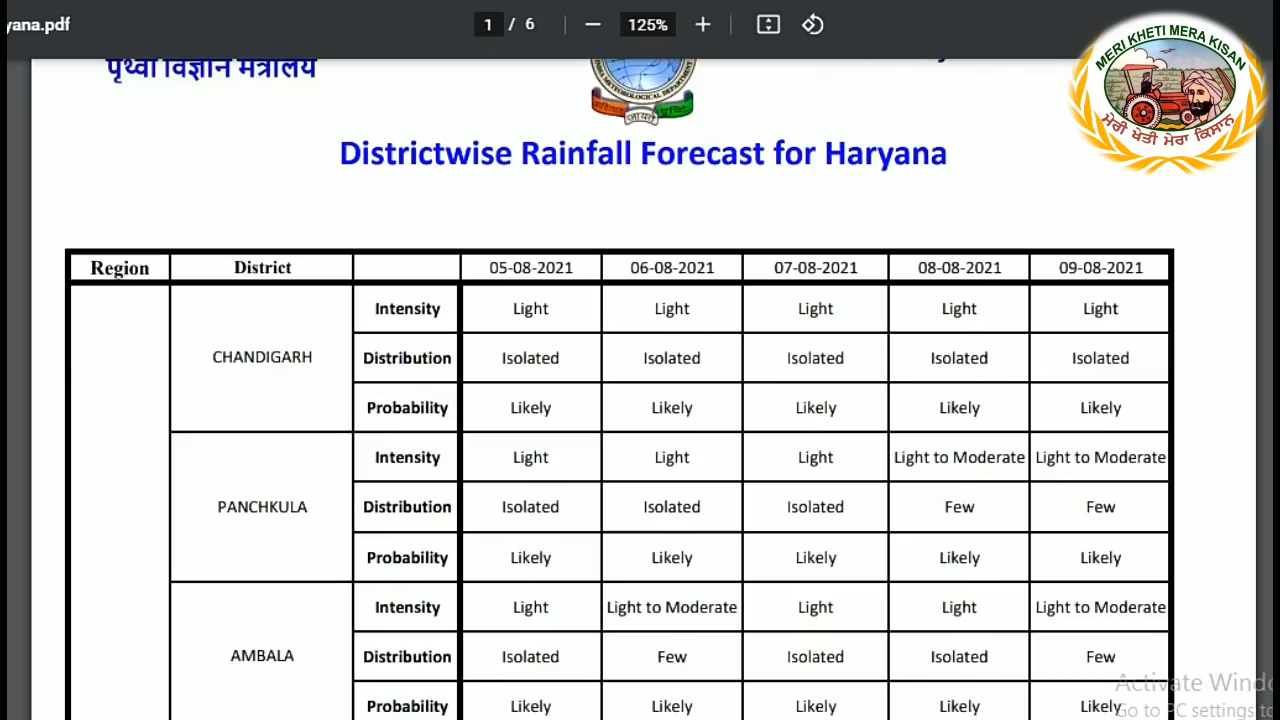 yana.pdf
1 / 6
125%
MERI KHETI MERA KISAN
ਮੇਰੀ ਖੇਤੀ ਮੇਰਾ ਕਿਸਾਨ
पृथ्वी विज्ञान मंत्रालय
INDIA METEOROLOGICAL DEPARTMENT
Districtwise Rainfall Forecast for Haryana
Region District 05-08-2021 06-08-2021 07-08-2021 08-08-2021 09-08-2021
Intensity Light Light Light Light Light
CHANDIGARH Distribution Isolated Isolated Isolated Isolated Isolated
Probability Likely Likely Likely Likely Likely
Intensity Light Light Light Light to Moderate Light to Moderate
PANCHKULA Distribution Isolated Isolated Isolated Few Few
Probability Likely Likely Likely Likely Likely
Intensity Light Light to Moderate Light Light Light to Moderate
AMBALA Distribution Isolated Few Isolated Isolated Few
Probability Likely Likely Likely Likely Likely
Activate Windo
Go to PC settings to